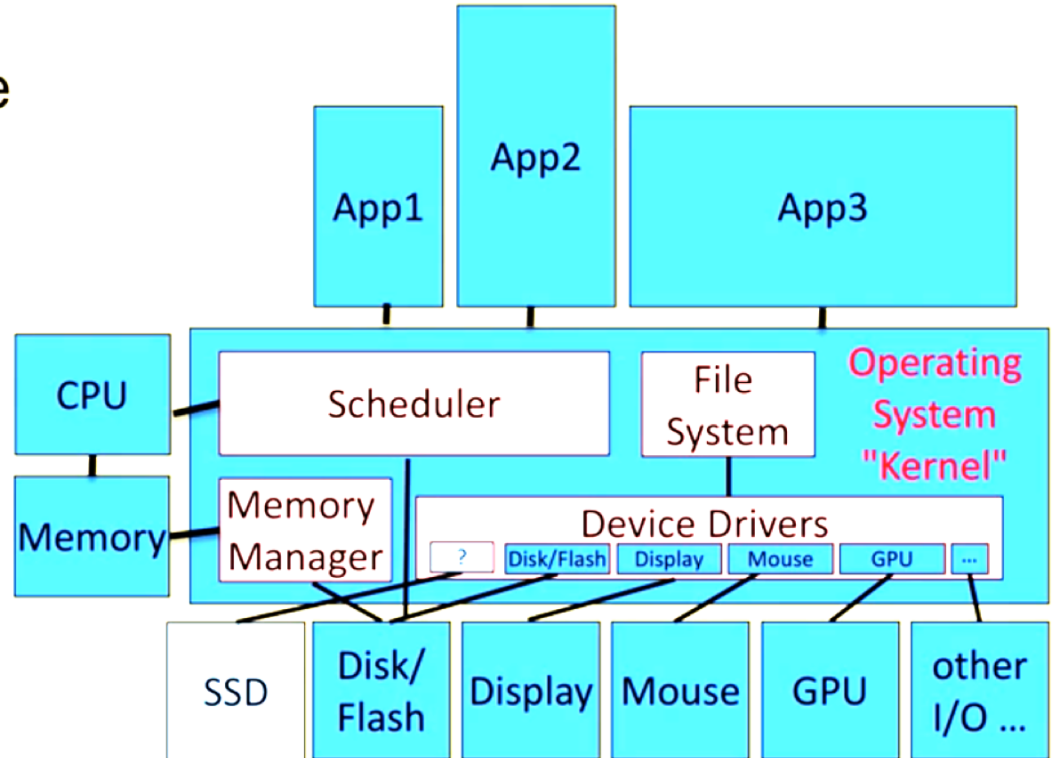 e
App1
App2
App3
CPU
Scheduler
File
System
Operating
System
"Kernel"
Memory
Memory
Manager
Device Drivers
?
Disk/Flash
Display
Mouse
GPU
...
SSD
Disk/
Flash
Display
Mouse
GPU
other
I/O ...